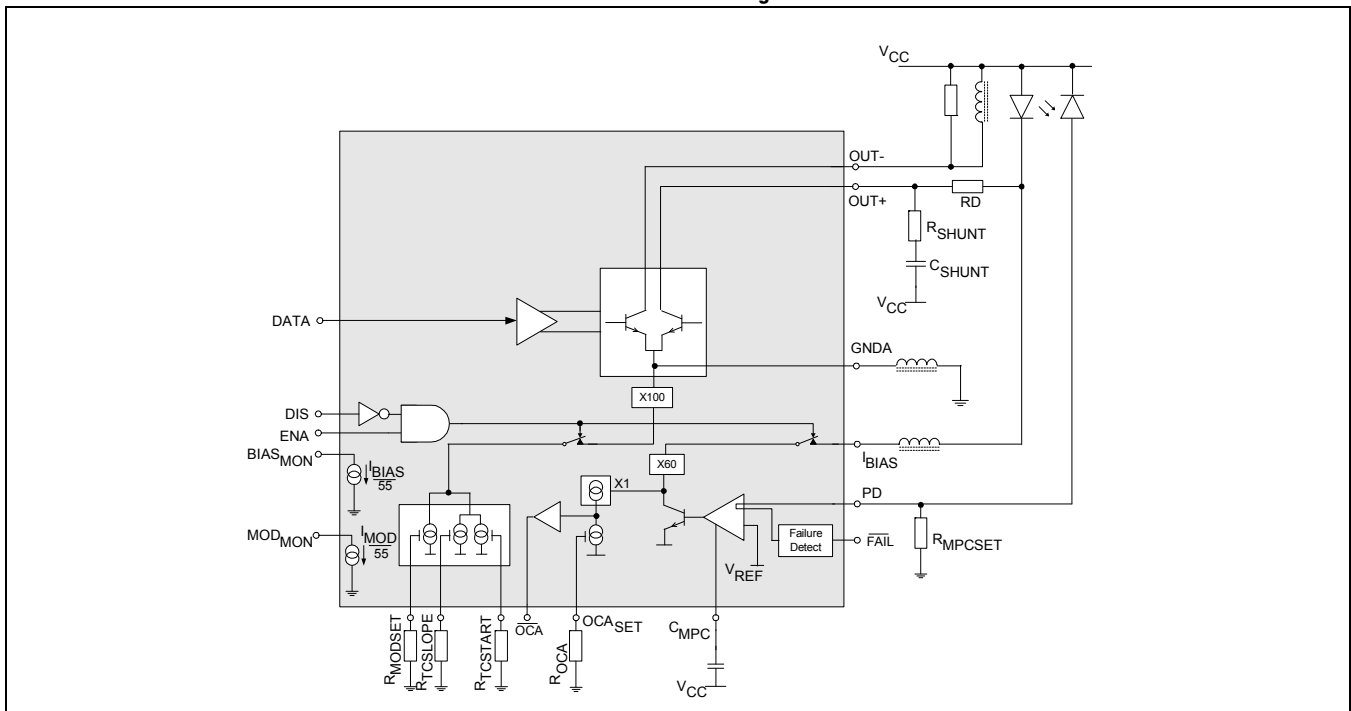 g
VCC
OUT-
OUT+
RD
RSHUNT
CSHUNT
VCC
DATA
GNDA
X100
DIS
ENA
IBIAS
BIASMON
IBIAS
55
X60
X1
PD
MODMON
IMOD
55
Failure
Detect
FAIL
RMPCSET
VREF
RMODSET
RTCSLOPE
RTCSTART
OCA
ROCA
OCASET
CMPC
VCC